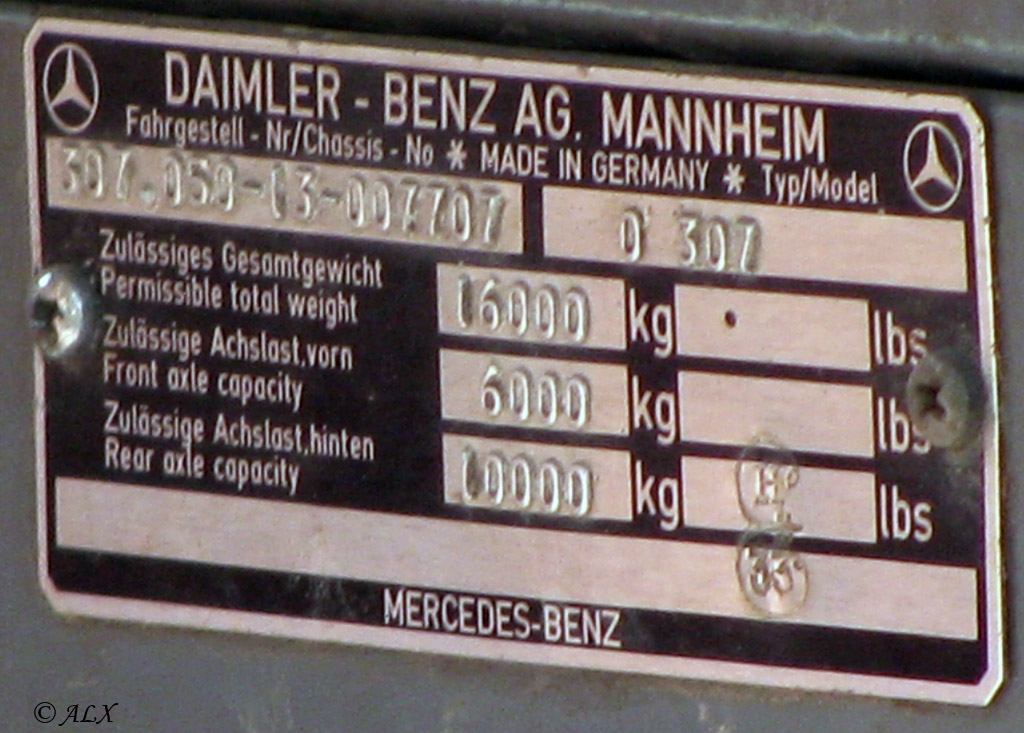 DAIMLER - BENZ AG. MANNHEIM
Fahrgestell - Nr/Chassis - No * MADE IN GERMANY * Typ/Model
307.050-13-007707 O 307
Zulässiges Gesamtgewicht
Permissible total weight 16000 kg lbs
Zulässige Achslast,vorn
Front axle capacity 6000 kg lbs
Zulässige Achslast,hinten
Rear axle capacity 10000 kg lbs
33
MERCEDES-BENZ
© ALX